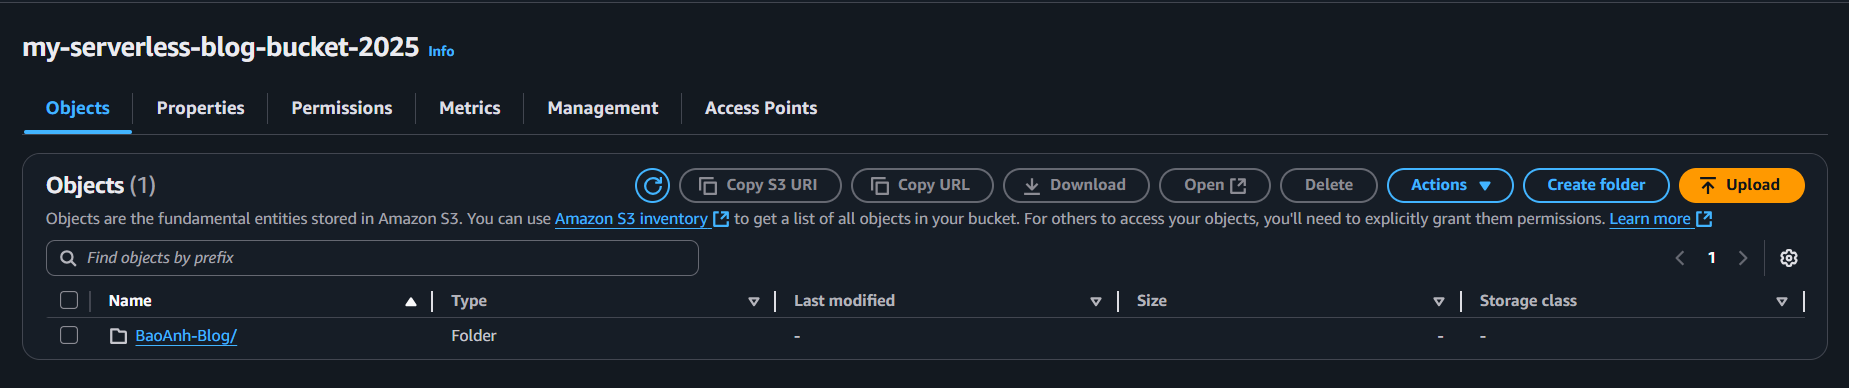 my-serverless-blog-bucket-2025 Info
Objects Properties Permissions Metrics Management Access Points
Objects (1) Copy S3 URI Copy URL Download Open Delete Actions Create folder Upload
Objects are the fundamental entities stored in Amazon S3. You can use Amazon S3 inventory to get a list of all objects in your bucket. For others to access your objects, you'll need to explicitly grant them permissions. Learn more
Find objects by prefix 1
Name Type Last modified Size Storage class
BaoAnh-Blog/ Folder - - -